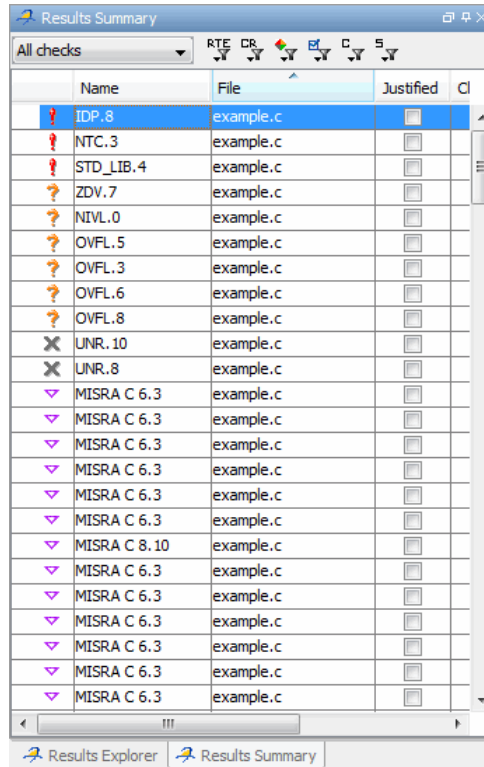 Results Summary
All checks RTE CR C S
Name File Justified Cl
IDP.8 example.c
NTC.3 example.c
STD_LIB.4 example.c
ZDV.7 example.c
NIVL.0 example.c
OVFL.5 example.c
OVFL.3 example.c
OVFL.6 example.c
OVFL.8 example.c
UNR.10 example.c
UNR.8 example.c
MISRA C 6.3 example.c
MISRA C 6.3 example.c
MISRA C 6.3 example.c
MISRA C 6.3 example.c
MISRA C 6.3 example.c
MISRA C 6.3 example.c
MISRA C 8.10 example.c
MISRA C 6.3 example.c
MISRA C 6.3 example.c
MISRA C 6.3 example.c
MISRA C 6.3 example.c
MISRA C 6.3 example.c
MISRA C 6.3 example.c
Results Explorer Results Summary